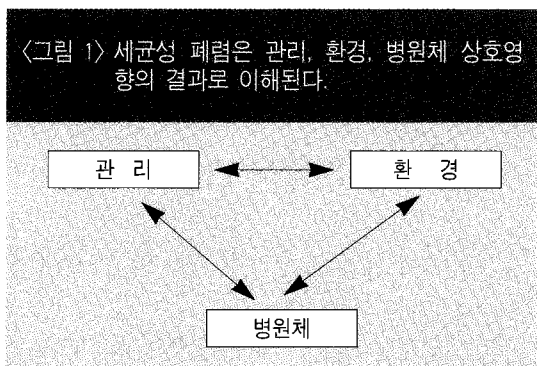 〈그림 1〉 세균성 폐렴은 관리, 환경, 병원체 상호영
향의 결과로 이해된다.
관 리
환 경
병원체